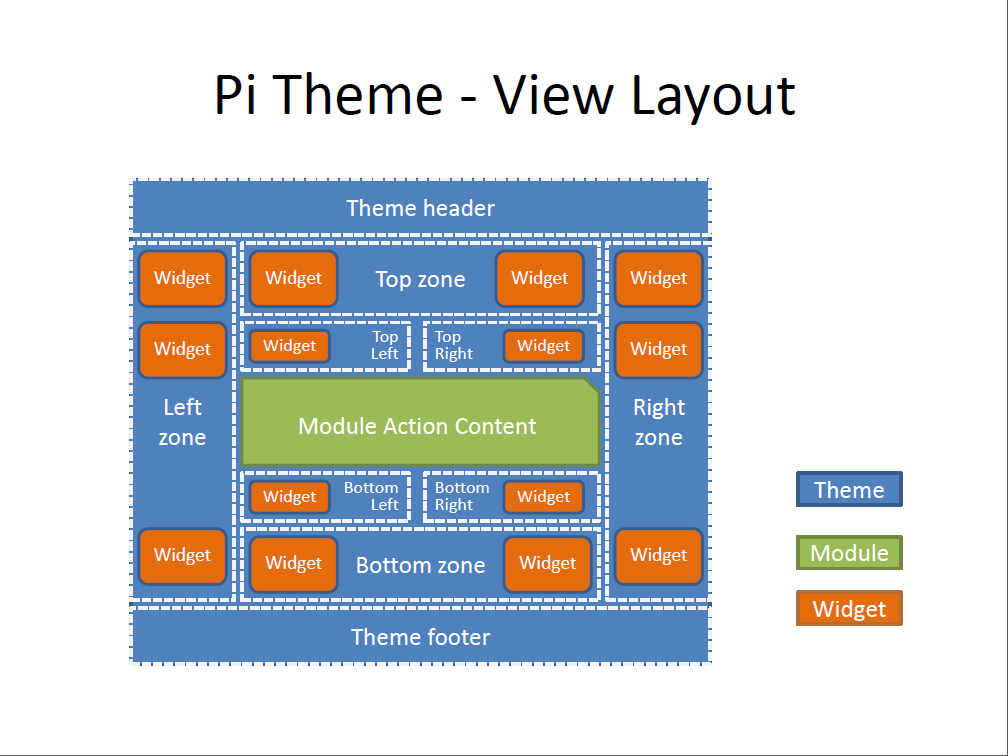 Pi Theme - View Layout
Theme header
Widget
Widget
Top zone
Widget
Widget
Widget
Widget
Top
Left
Top
Right
Widget
Widget
Left
zone
Module Action Content
Right
zone
Widget
Bottom
Left
Bottom
Right
Widget
Widget
Widget
Bottom zone
Widget
Widget
Theme footer
Theme
Module
Widget